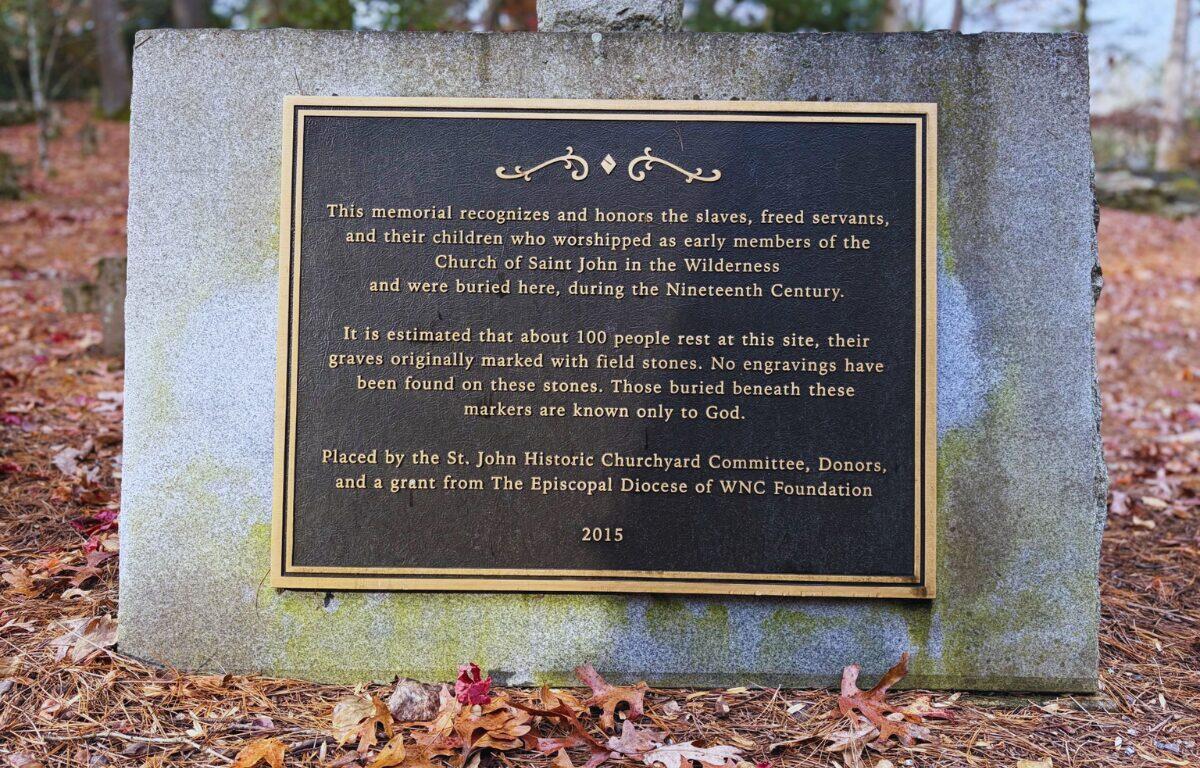 This memorial recognizes and honors the slaves, freed servants,
and their children who worshipped as early members of the
Church of Saint John in the Wilderness
and were buried here, during the Nineteenth Century.
It is estimated that about 100 people rest at this site, their
graves originally marked with field stones. No engravings have
been found on these stones. Those buried beneath these
markers are known only to God.
Placed by the St. John Historic Churchyard Committee, Donors,
and a grant from The Episcopal Diocese of WNC Foundation
2015